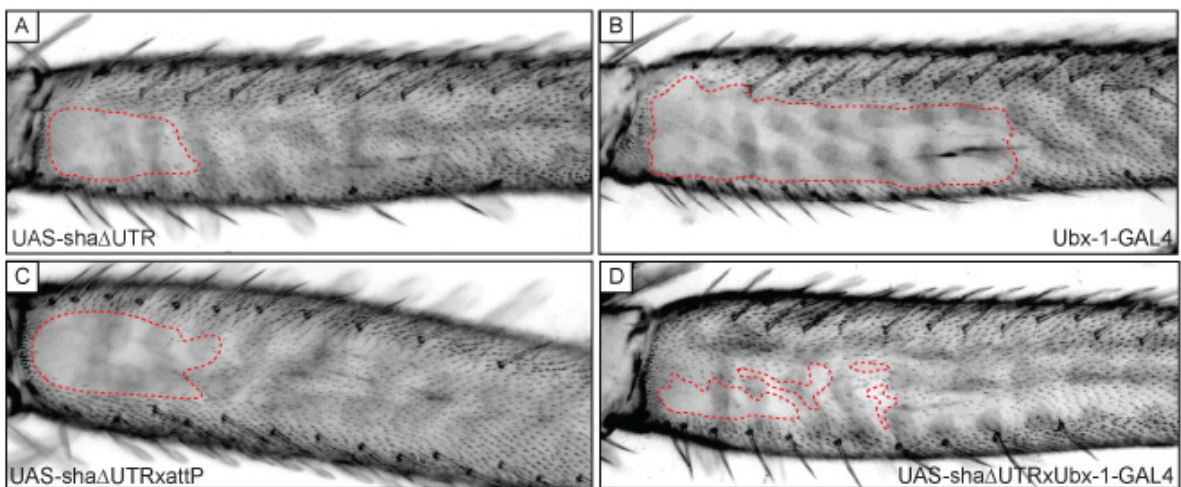 A
UAS-shaΔUTR
B
Ubx-1-GAL4
C
UAS-shaΔUTRxattP
D
UAS-shaΔUTRxUbx-1-GAL4